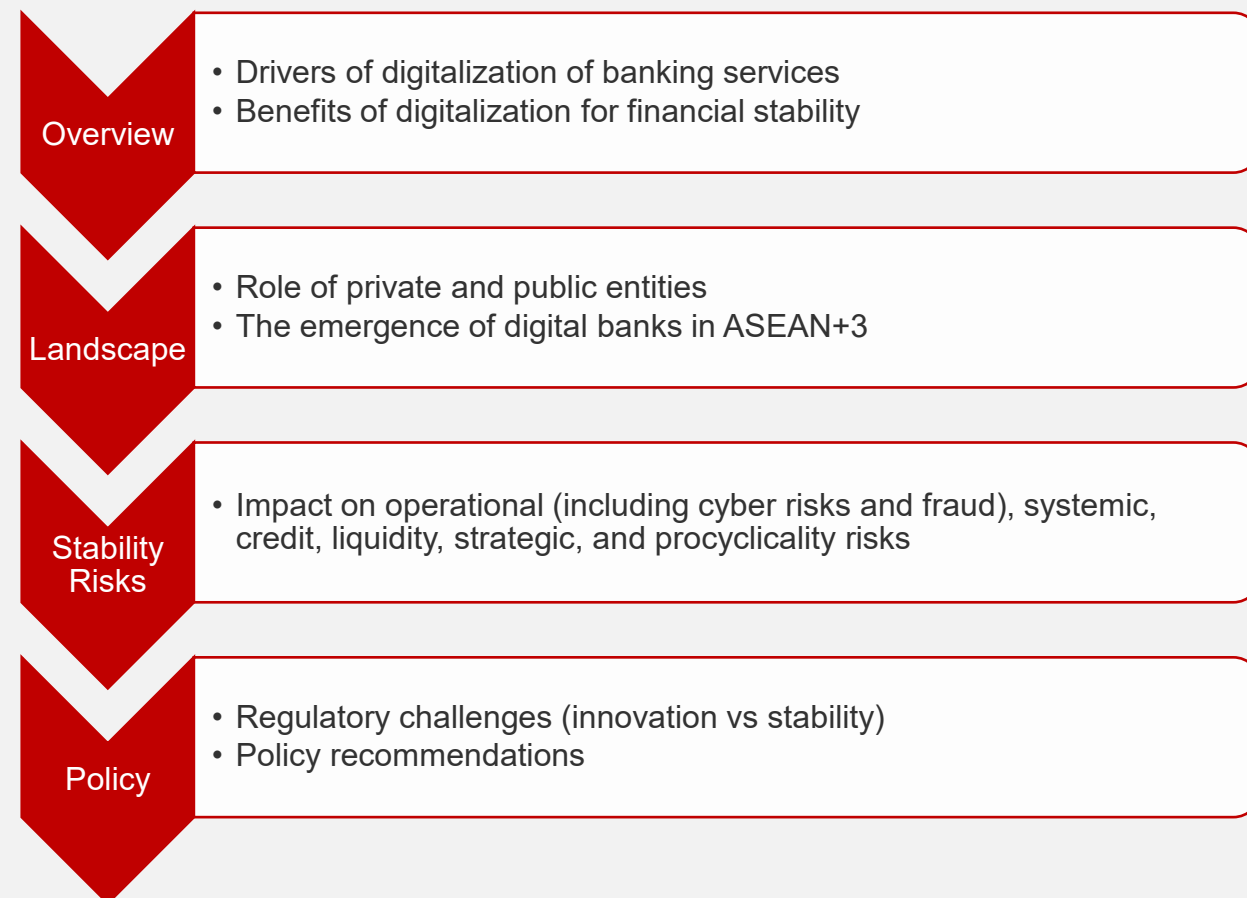 Overview
• Drivers of digitalization of banking services
• Benefits of digitalization for financial stability
Landscape
• Role of private and public entities
• The emergence of digital banks in ASEAN+3
Stability
Risks
• Impact on operational (including cyber risks and fraud), systemic,
credit, liquidity, strategic, and procyclicality risks
Policy
• Regulatory challenges (innovation vs stability)
• Policy recommendations